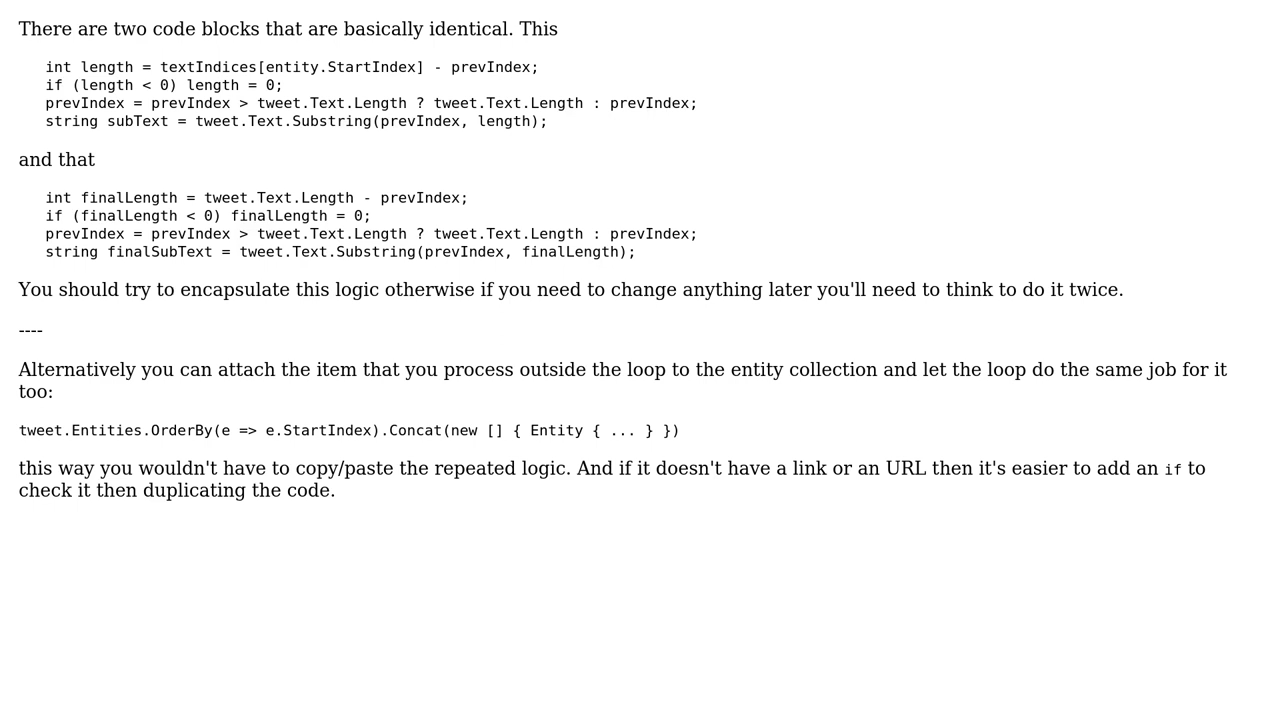 There are two code blocks that are basically identical. This
int length = textIndices[entity.StartIndex] - prevIndex;
if (length < 0) length = 0;
prevIndex = prevIndex > tweet.Text.Length ? tweet.Text.Length : prevIndex;
string subText = tweet.Text.Substring(prevIndex, length);
and that
int finalLength = tweet.Text.Length - prevIndex;
if (finalLength < 0) finalLength = 0;
prevIndex = prevIndex > tweet.Text.Length ? tweet.Text.Length : prevIndex;
string finalSubText = tweet.Text.Substring(prevIndex, finalLength);
You should try to encapsulate this logic otherwise if you need to change anything later you'll need to think to do it twice.
----
Alternatively you can attach the item that you process outside the loop to the entity collection and let the loop do the same job for it
too:
tweet.Entities.OrderBy(e => e.StartIndex).Concat(new [] { Entity { ... } })
this way you wouldn't have to copy/paste the repeated logic. And if it doesn't have a link or an URL then it's easier to add an if to
check it then duplicating the code.